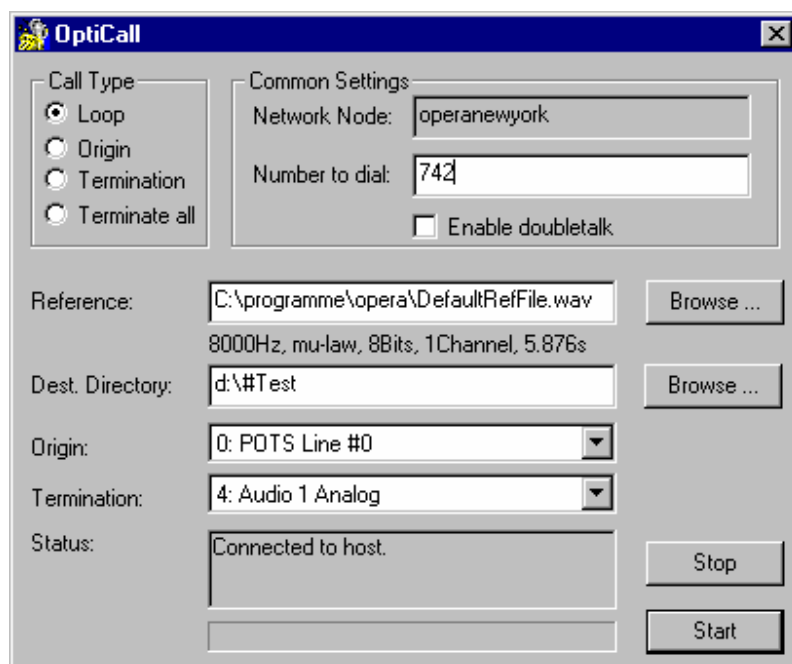 OptiCall
Call Type
Loop
Origin
Termination
Terminate all
Common Settings
Network Node: operanewyork
Number to dial: 742
Enable doubletalk
Reference: C:\programme\opera\DefaultRefFile.wav Browse ...
8000Hz, mu-law, 8Bits, 1Channel, 5.876s
Dest. Directory: d:\#Test Browse ...
Origin: 0: POTS Line #0
Termination: 4: Audio 1 Analog
Status: Connected to host.
Stop
Start